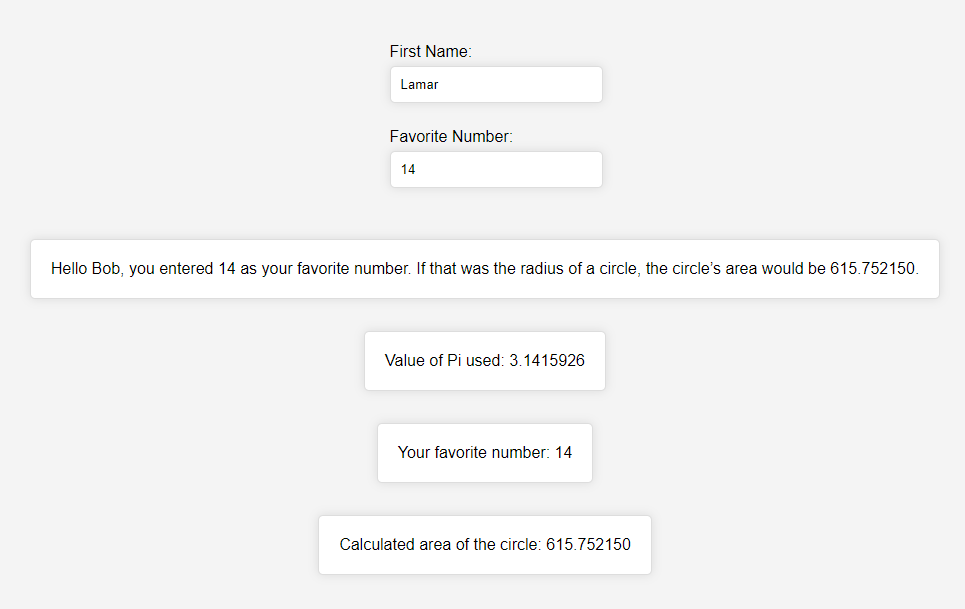 First Name:
Lamar
Favorite Number:
14
Hello Bob, you entered 14 as your favorite number. If that was the radius of a circle, the circle’s area would be 615.752150.
Value of Pi used: 3.1415926
Your favorite number: 14
Calculated area of the circle: 615.752150